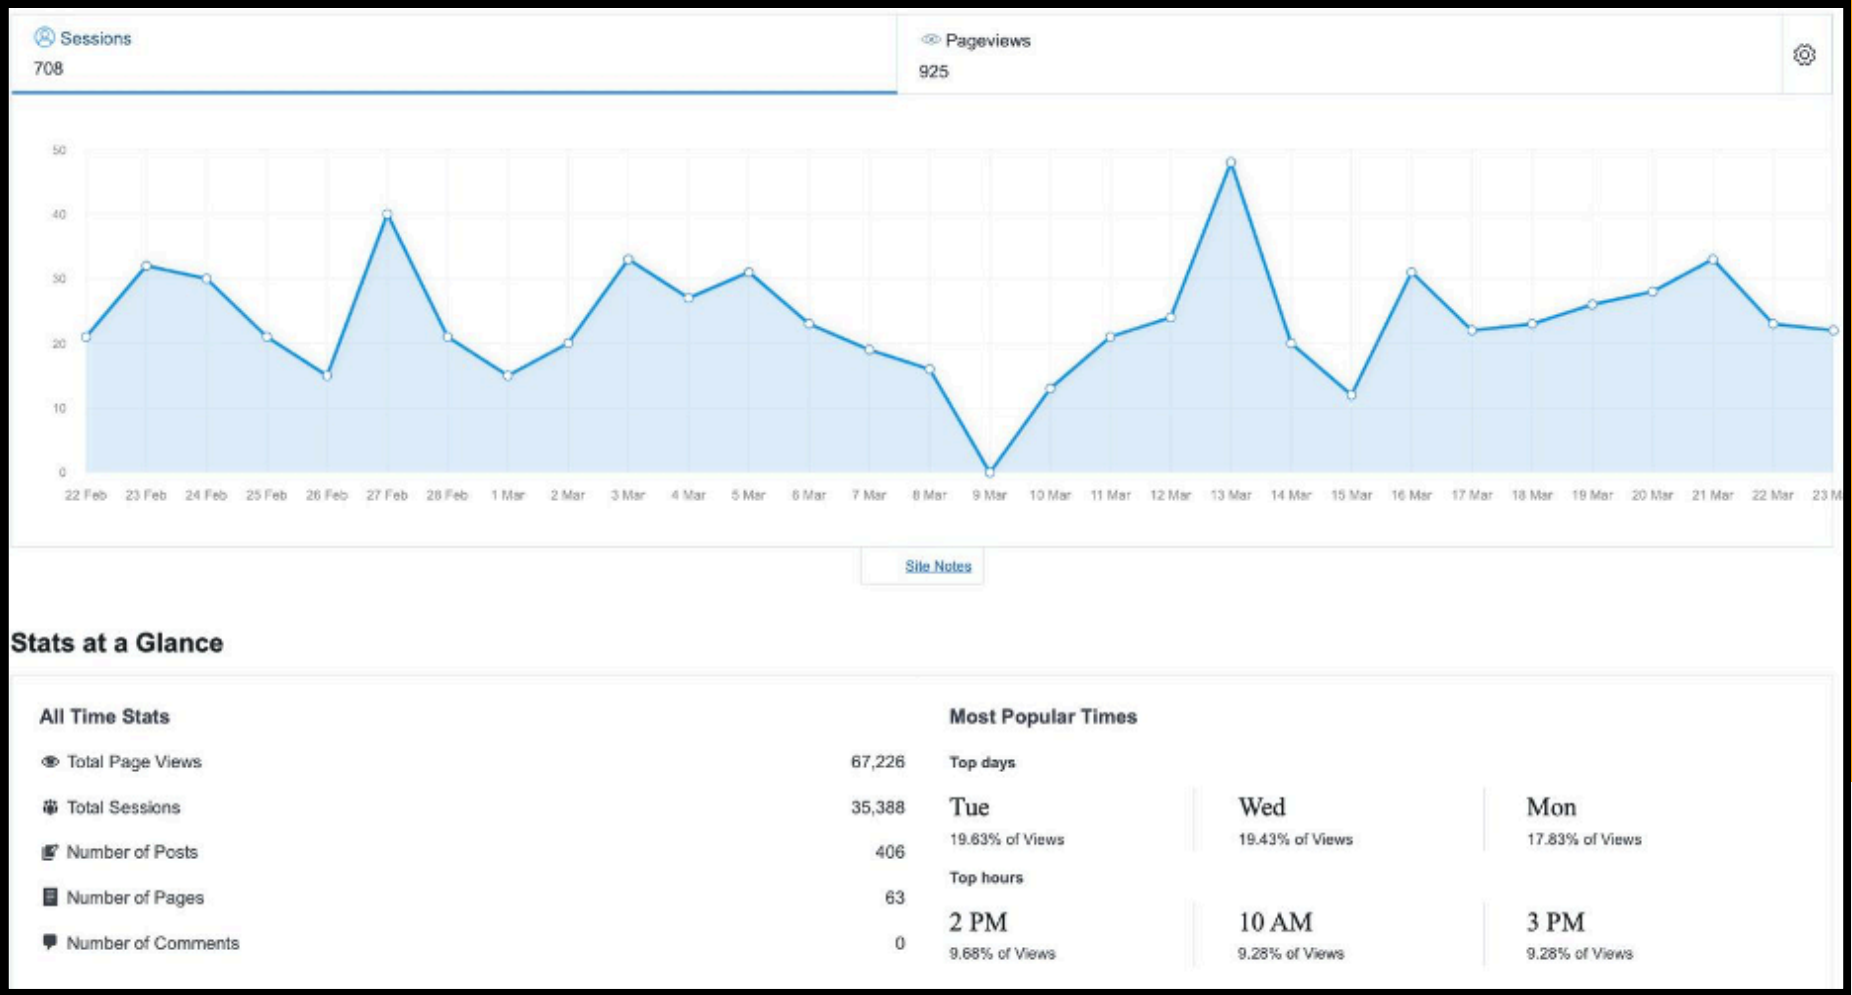 Sessions
708
Pageviews
925
50
40
30
20
10
0
22 Feb 23 Feb 24 Feb 25 Feb 26 Feb 27 Feb 28 Feb 1 Mar 2 Mar 3 Mar 4 Mar 5 Mar 6 Mar 7 Mar 8 Mar 9 Mar 10 Mar 11 Mar 12 Mar 13 Mar 14 Mar 15 Mar 16 Mar 17 Mar 18 Mar 19 Mar 20 Mar 21 Mar 22 Mar 23 M
Site Notes
Stats at a Glance
All Time Stats
Total Page Views 67,226
Total Sessions 35,388
Number of Posts 406
Number of Pages 63
Number of Comments 0
Most Popular Times
Top days
Tue Wed Mon
19.63% of Views 19.43% of Views 17.83% of Views
Top hours
2 PM 10 AM 3 PM
9.68% of Views 9.28% of Views 9.28% of Views